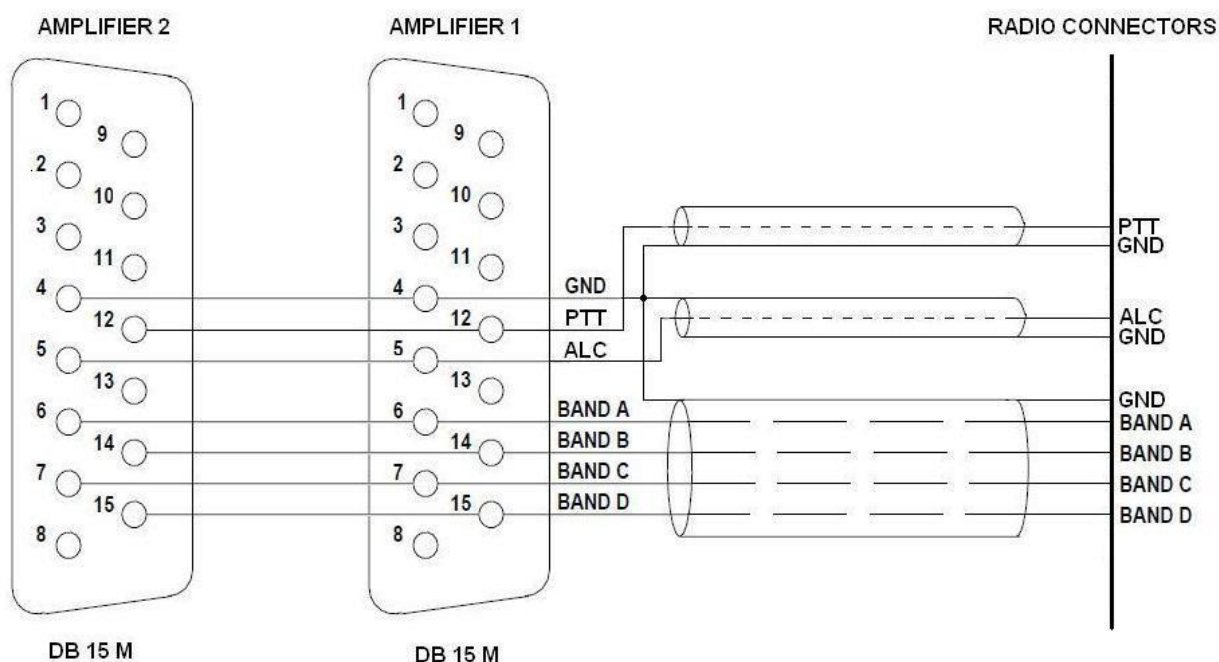 AMPLIFIER 2
AMPLIFIER 1
RADIO CONNECTORS
1
9
2
10
3
11
4
12
5
13
6
14
7
15
8
1
9
2
10
3
11
4
12
5
13
6
14
7
15
8
GND
PTT
ALC
BAND A
BAND B
BAND C
BAND D
PTT
GND
ALC
GND
GND
BAND A
BAND B
BAND C
BAND D
DB 15 M
DB 15 M